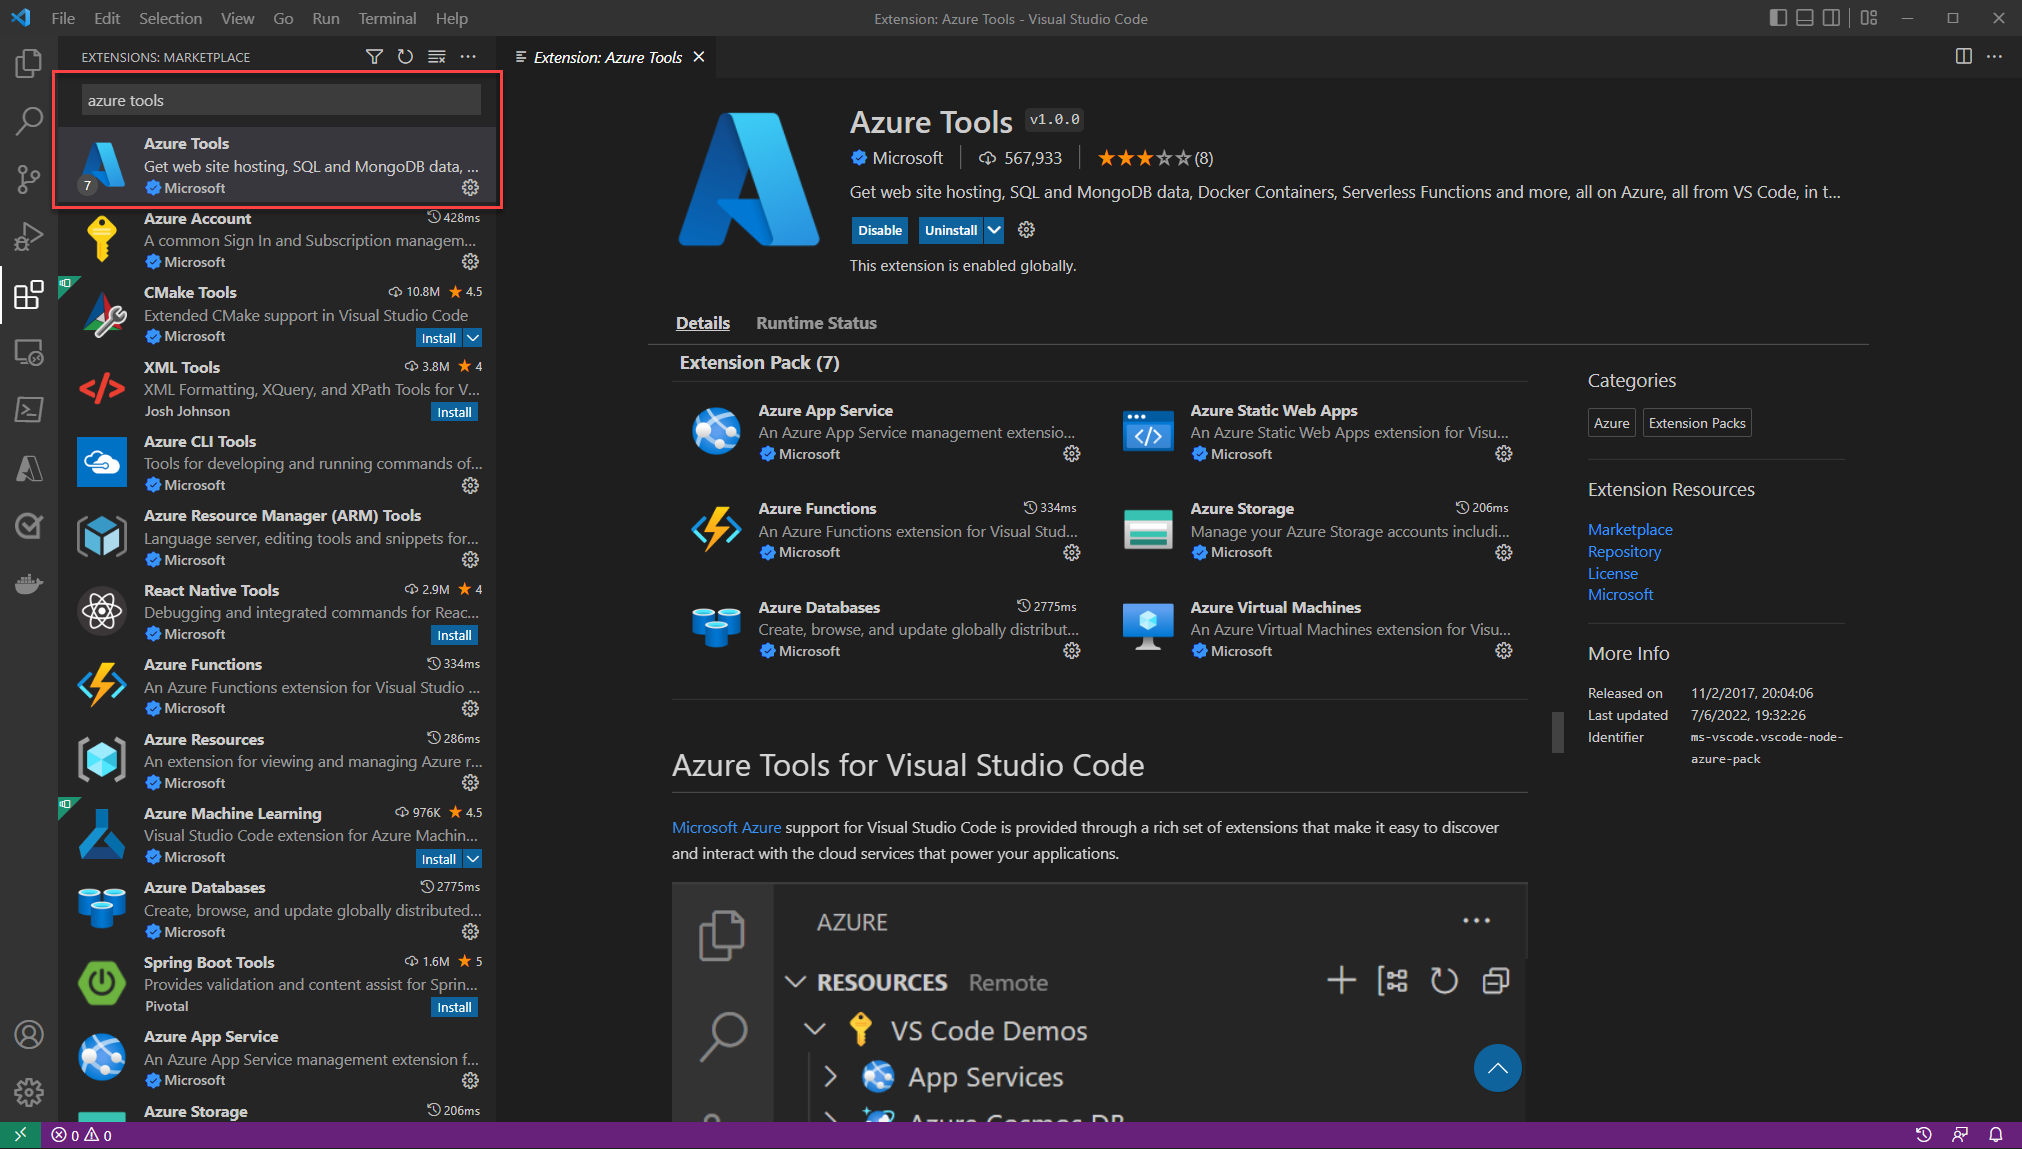 File Edit Selection View Go Run Terminal Help
Extension: Azure Tools - Visual Studio Code
EXTENSIONS: MARKETPLACE
azure tools
Azure Tools
Get web site hosting, SQL and MongoDB data, ...
7
Microsoft
Azure Account 428ms
A common Sign In and Subscription managem...
Microsoft
CMake Tools 10.8M 4.5
Extended CMake support in Visual Studio Code
Microsoft Install
XML Tools 3.8M 4
XML Formatting, XQuery, and XPath Tools for V...
Josh Johnson Install
Azure CLI Tools
Tools for developing and running commands of...
Microsoft
Azure Resource Manager (ARM) Tools
Language server, editing tools and snippets for...
Microsoft
React Native Tools 2.9M 4
Debugging and integrated commands for Reac...
Microsoft Install
Azure Functions 334ms
An Azure Functions extension for Visual Studio ...
Microsoft
Azure Resources 286ms
An extension for viewing and managing Azure r...
Microsoft
Azure Machine Learning 976K 4.5
Visual Studio Code extension for Azure Machin...
Microsoft Install
Azure Databases 2775ms
Create, browse, and update globally distributed...
Microsoft
Spring Boot Tools 1.6M 5
Provides validation and content assist for Sprin...
Pivotal Install
Azure App Service
An Azure App Service management extension f...
Microsoft
Azure Storage 206ms
Extension: Azure Tools
Azure Tools v1.0.0
Microsoft 567,933 (8)
Get web site hosting, SQL and MongoDB data, Docker Containers, Serverless Functions and more, all on Azure, all from VS Code, in t...
Disable Uninstall
This extension is enabled globally.
Details Runtime Status
Extension Pack (7)
Azure App Service
An Azure App Service management extensio...
Microsoft
Azure Static Web Apps
An Azure Static Web Apps extension for Visu...
Microsoft
Azure Functions 334ms
An Azure Functions extension for Visual Stud...
Microsoft
Azure Storage 206ms
Manage your Azure Storage accounts includi...
Microsoft
Azure Databases 2775ms
Create, browse, and update globally distribut...
Microsoft
Azure Virtual Machines
An Azure Virtual Machines extension for Visu...
Microsoft
Azure Tools for Visual Studio Code
Microsoft Azure support for Visual Studio Code is provided through a rich set of extensions that make it easy to discover
and interact with the cloud services that power your applications.
AZURE
RESOURCES Remote
VS Code Demos
App Services
Azure Cosmos DB
Categories
Azure Extension Packs
Extension Resources
Marketplace
Repository
License
Microsoft
More Info
Released on 11/2/2017, 20:04:06
Last updated 7/6/2022, 19:32:26
Identifier ms-vscode.vscode-node-
azure-pack
0 0